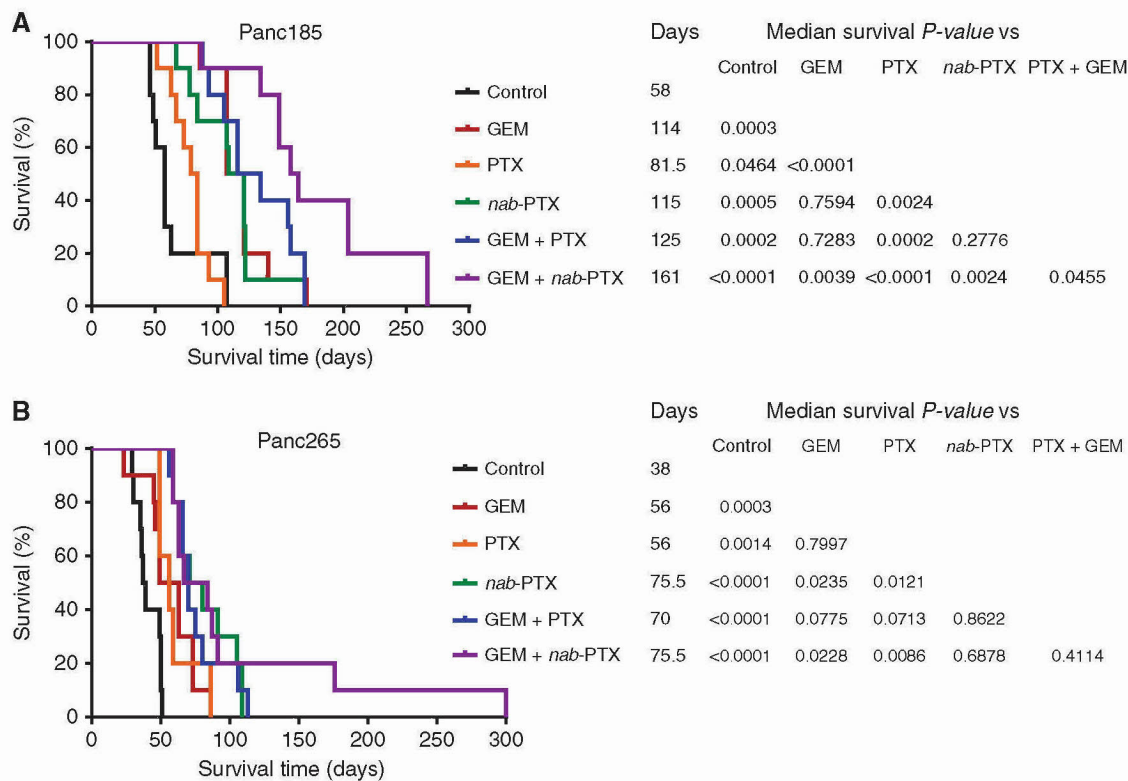 A
Panc185
Days Median survival P-value vs
Control GEM PTX nab-PTX PTX + GEM
Control 58
GEM 114 0.0003
PTX 81.5 0.0464 <0.0001
nab-PTX 115 0.0005 0.7594 0.0024
GEM + PTX 125 0.0002 0.7283 0.0002 0.2776
GEM + nab-PTX 161 <0.0001 0.0039 <0.0001 0.0024 0.0455
Survival (%)
100
80
60
40
20
0
0 50 100 150 200 250 300
Survival time (days)
B
Panc265
Days Median survival P-value vs
Control GEM PTX nab-PTX PTX + GEM
Control 38
GEM 56 0.0003
PTX 56 0.0014 0.7997
nab-PTX 75.5 <0.0001 0.0235 0.0121
GEM + PTX 70 <0.0001 0.0775 0.0713 0.8622
GEM + nab-PTX 75.5 <0.0001 0.0228 0.0086 0.6878 0.4114
Survival (%)
100
80
60
40
20
0
0 50 100 150 200 250 300
Survival time (days)